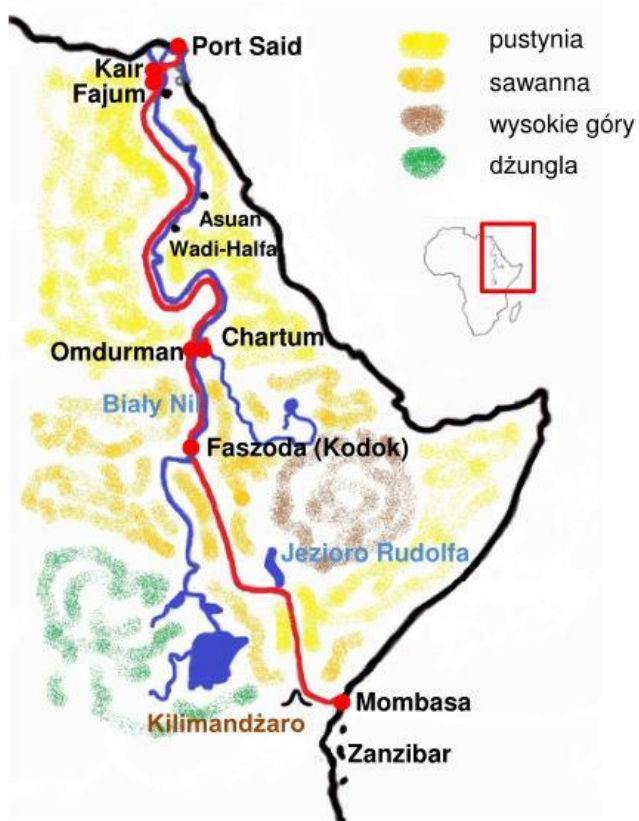 Port Said
Kair
Fajum
Asuan
Wadi-Halfa
Chartum
Omdurman
Biały Nil
Faszoda (Kodok)
Jezioro Rudolfa
Mombasa
Kilimandżaro
Zanzibar
pustynia
sawanna
wysokie góry
dżungla